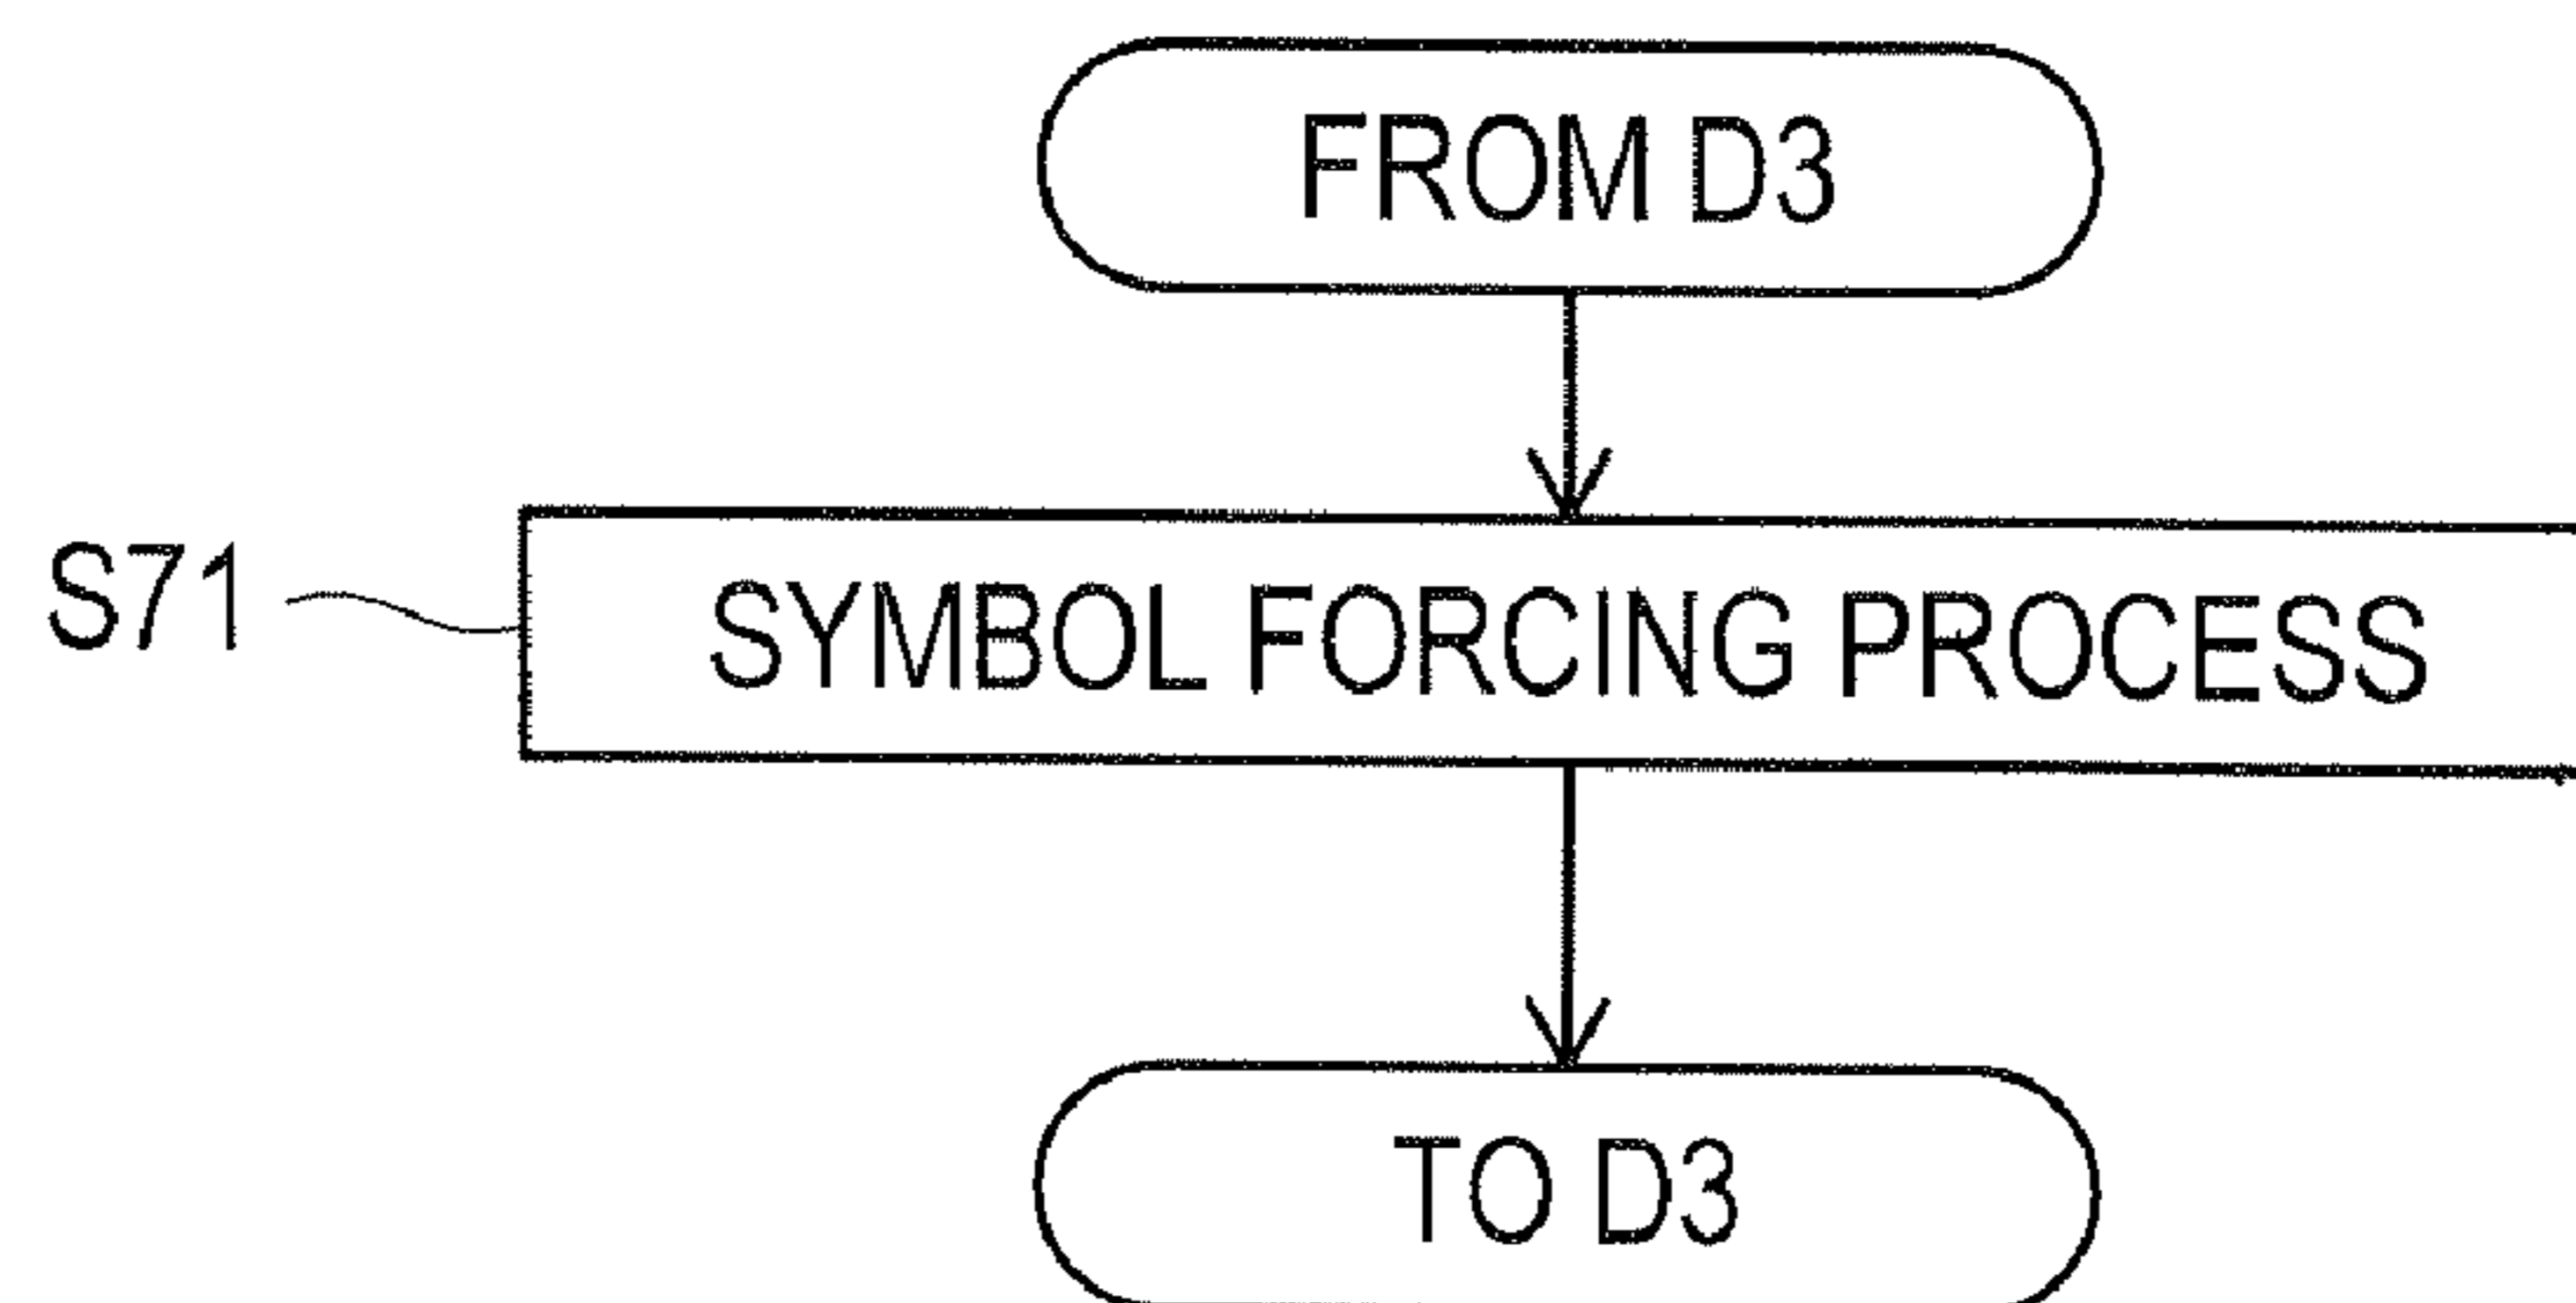 FROM D3
S71
SYMBOL FORCING PROCESS
TO D3